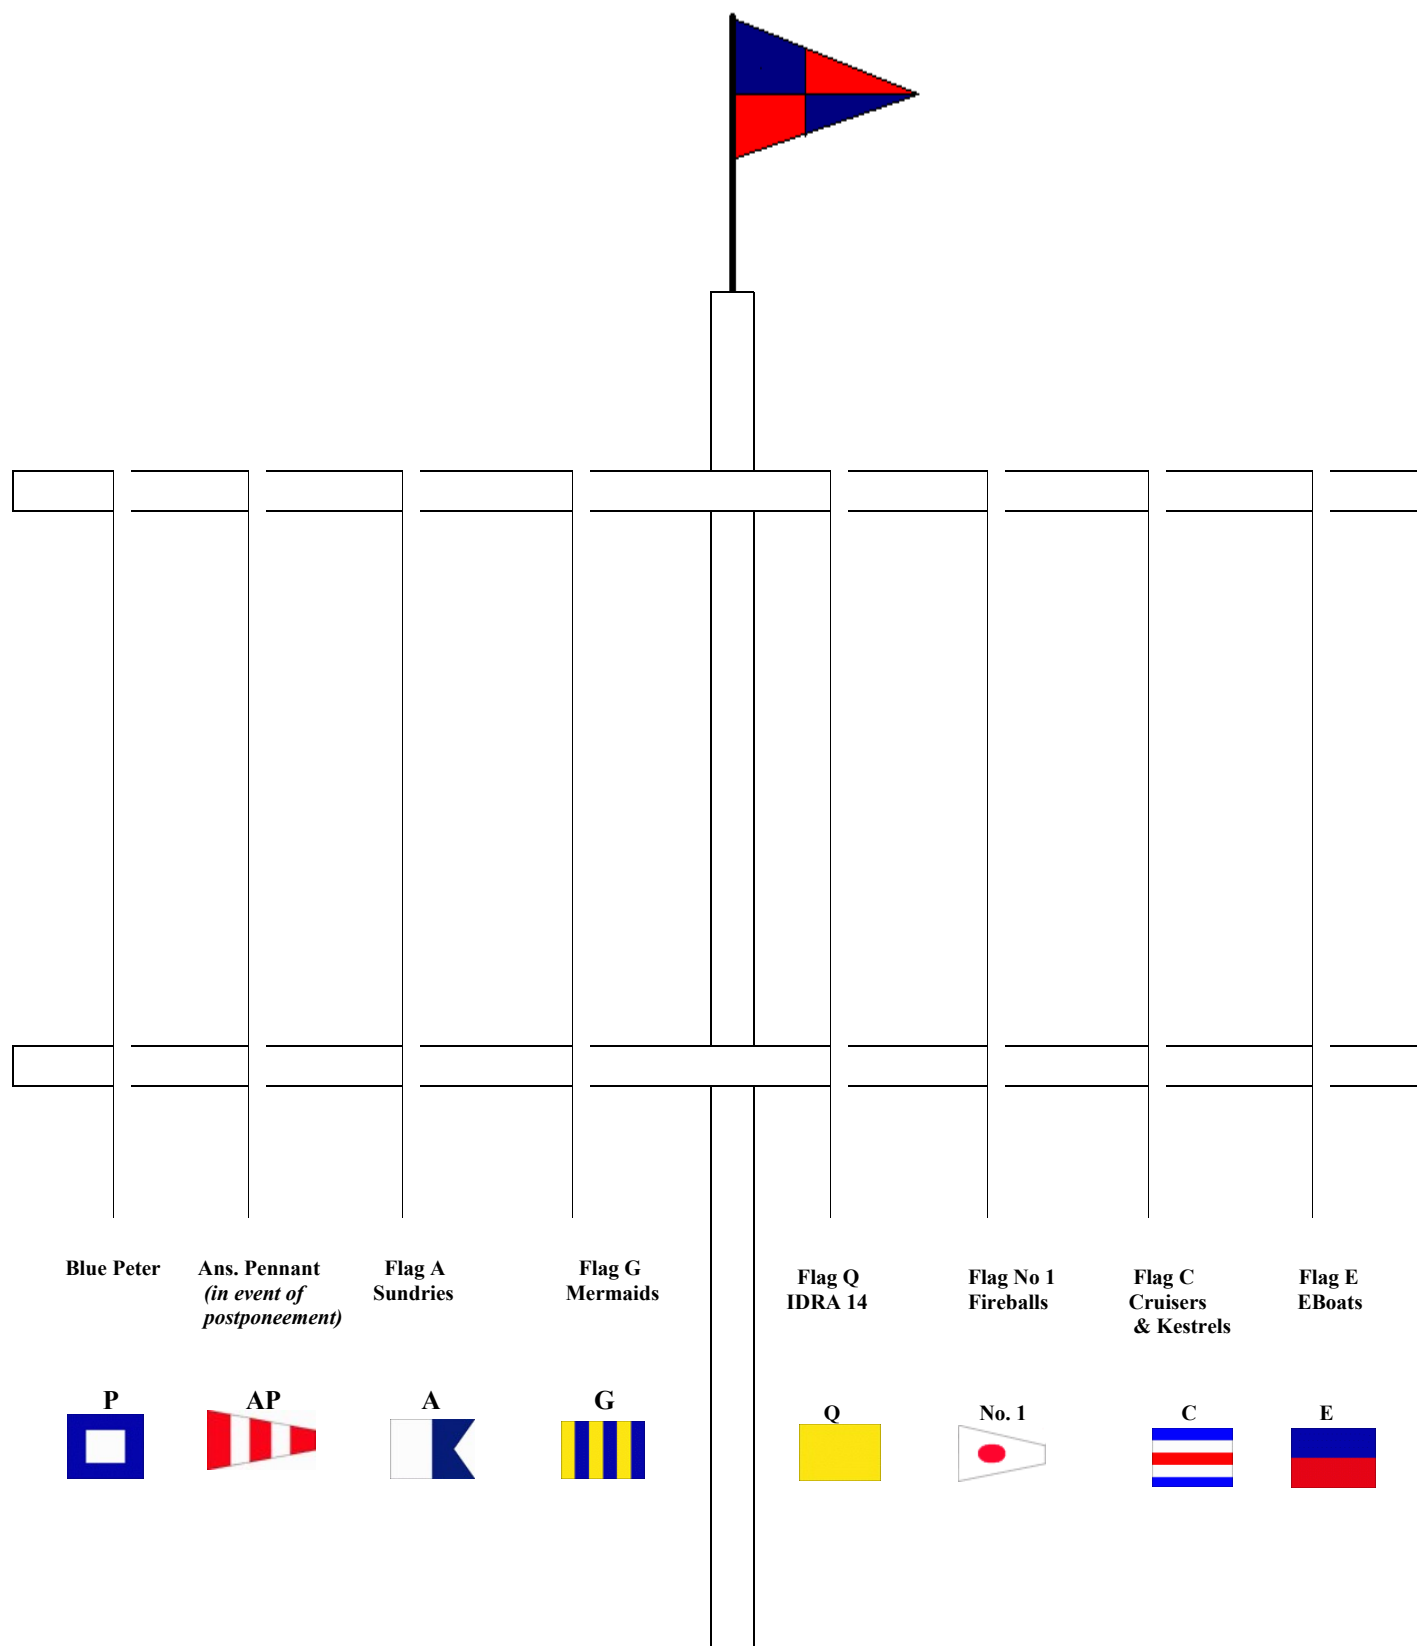 Blue Peter
Ans. Pennant
(in event of
postponeement)
Flag A
Sundries
Flag G
Mermaids
Flag Q
IDRA 14
Flag No 1
Fireballs
Flag C
Cruisers
& Kestrels
Flag E
EBoats
P
AP
A
G
Q
No. 1
C
E